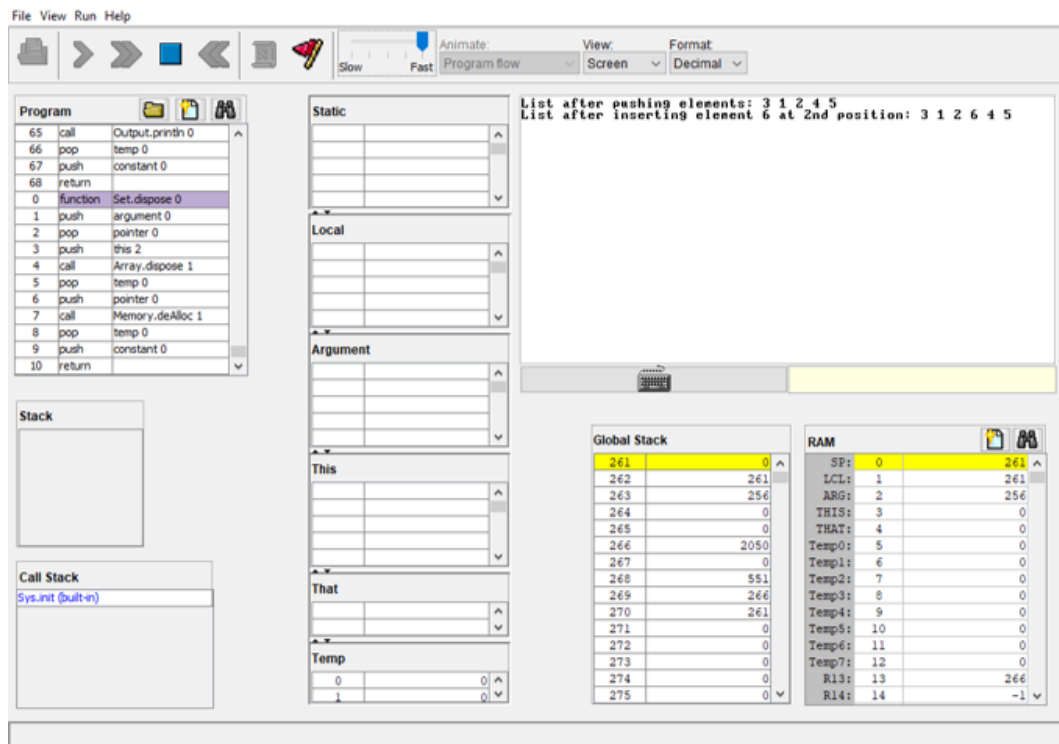 File View Run Help
Slow Fast
Animate: View: Format:
Program flow Screen Decimal
Program
65 call Output.println 0
66 pop temp 0
67 push constant 0
68 return
0 function Set.dispose 0
1 push argument 0
2 pop pointer 0
3 push this 2
4 call Array.dispose 1
5 pop temp 0
6 push pointer 0
7 call Memory.deAlloc 1
8 pop temp 0
9 push constant 0
10 return
Stack
Call Stack
Sys.init (built-in)
Static
Local
Argument
This
That
Temp
0 0
1 0
List after pushing elements: 3 1 2 4 5
List after inserting element 6 at 2nd position: 3 1 2 6 4 5
Global Stack
261 0
262 261
263 256
264 0
265 0
266 2050
267 0
268 551
269 266
270 261
271 0
272 0
273 0
274 0
275 0
RAM
SP: 0 261
LCL: 1 261
ARG: 2 256
THIS: 3 0
THAT: 4 0
Temp0: 5 0
Temp1: 6 0
Temp2: 7 0
Temp3: 8 0
Temp4: 9 0
Temp5: 10 0
Temp6: 11 0
Temp7: 12 0
R13: 13 266
R14: 14 -1